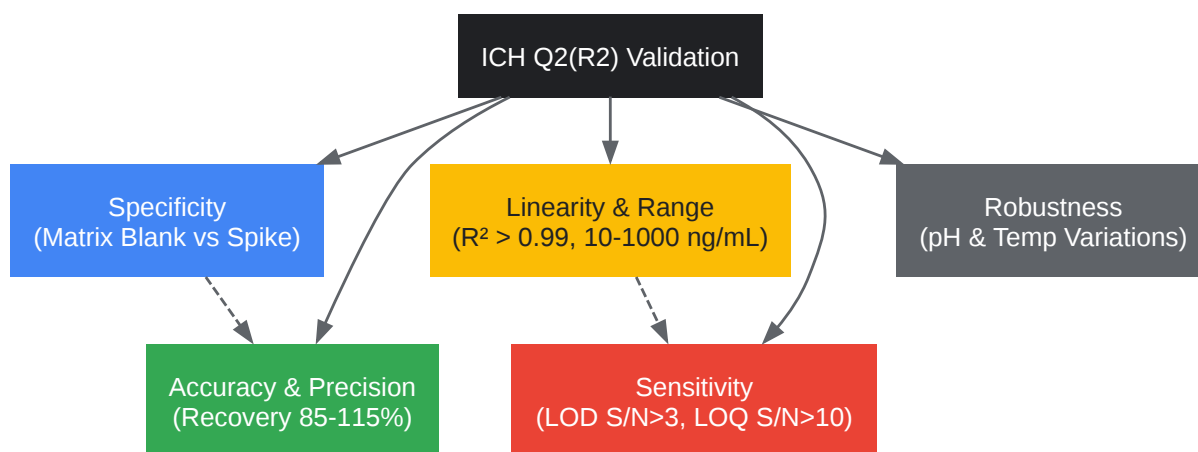 ICH Q2(R2) Validation
Specificity
(Matrix Blank vs Spike)
Linearity & Range
(R² > 0.99, 10-1000 ng/mL)
Robustness
(pH & Temp Variations)
Accuracy & Precision
(Recovery 85-115%)
Sensitivity
(LOD S/N>3, LOQ S/N>10)